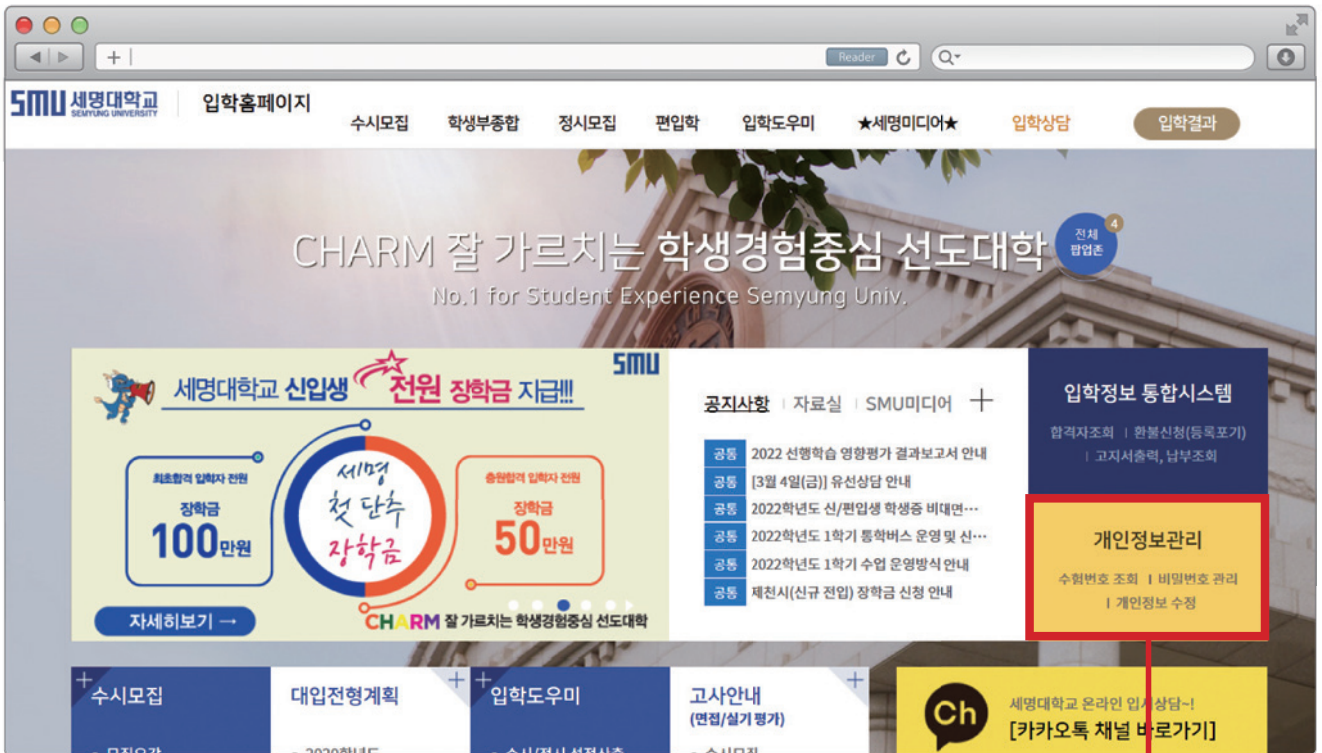 Reader
SMU 세명대학교
SEMYUNG UNIVERSITY
입학홈페이지
수시모집 학생부종합 정시모집 편입학 입학도우미 ★세명미디어★ 입학상담 입학결과
CHARM 잘 가르치는 학생경험중심 선도대학
No.1 for Student Experience Semyung Univ.
전체
팝업존
4
SMU
세명대학교 신입생 전원 장학금 지급!!!
최초합격 입학자 전원
장학금
100만원
세명
첫 단추
장학금
충원합격 입학자 전원
장학금
50만원
자세히보기 →
CHARM 잘 가르치는 학생경험중심 선도대학
공지사항 | 자료실 | SMU미디어 +
공통 2022 선행학습 영향평가 결과보고서 안내
공통 [3월 4일(금)] 유선상담 안내
공통 2022학년도 신/편입생 학생증 비대면…
공통 2022학년도 1학기 통학버스 운영 및 신…
공통 2022학년도 1학기 수업 운영방식 안내
공통 제천시(신규 전입) 장학금 신청 안내
입학정보 통합시스템
합격자조회 | 환불신청(등록포기)
| 고지서출력, 납부조회
개인정보관리
수험번호 조회 | 비밀번호 관리
| 개인정보 수정
수시모집
대입전형계획
입학도우미
고사안내
(면접/실기 평가)
Ch
세명대학교 온라인 입시상담~!
[카카오톡 채널 바로가기]